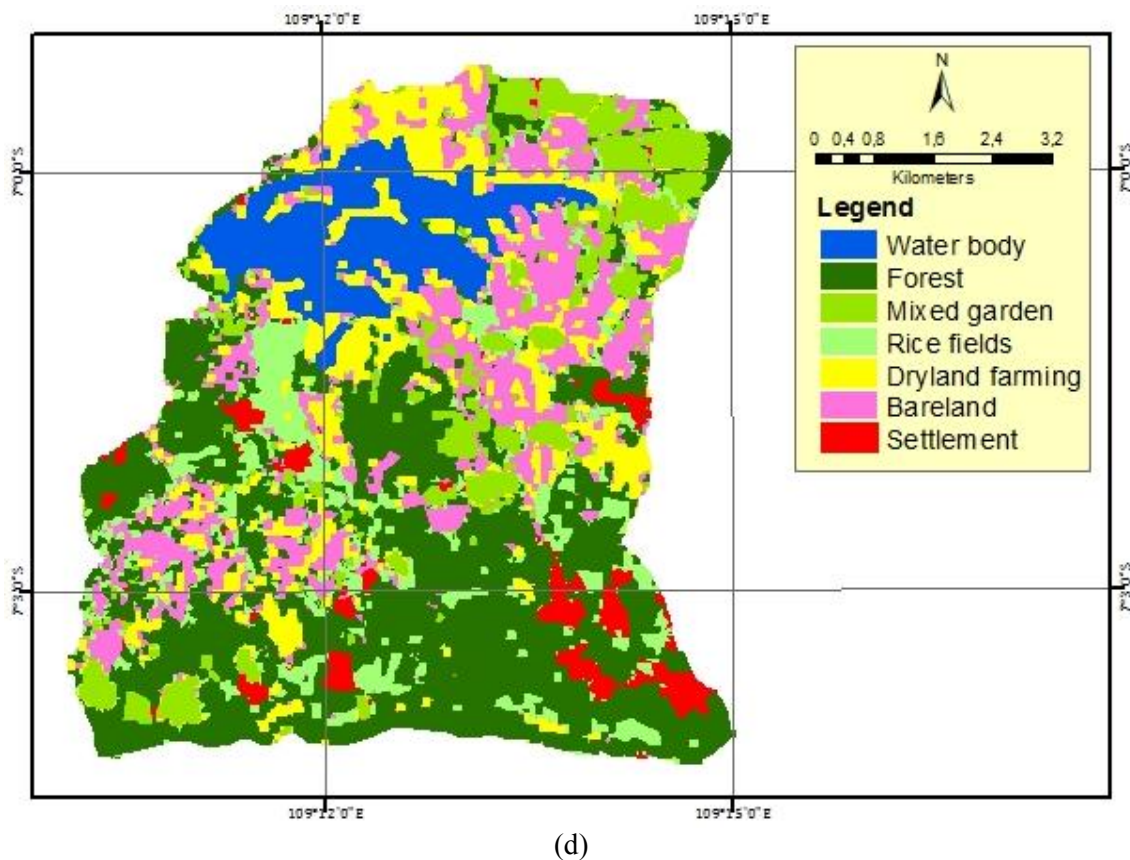 109°12'0"E 109°15'0"E
N
0 0,4 0,8 1,6 2,4 3,2
Kilometers
7°0'0"S 7°0'0"S
Legend
Water body
Forest
Mixed garden
Rice fields
Dryland farming
Bareland
Settlement
7°3'0"S 7°3'0"S
109°12'0"E 109°15'0"E
(d)